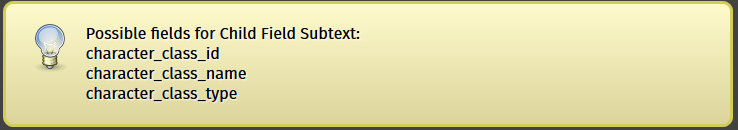 Possible fields for Child Field Subtext:
character_class_id
character_class_name
character_class_type